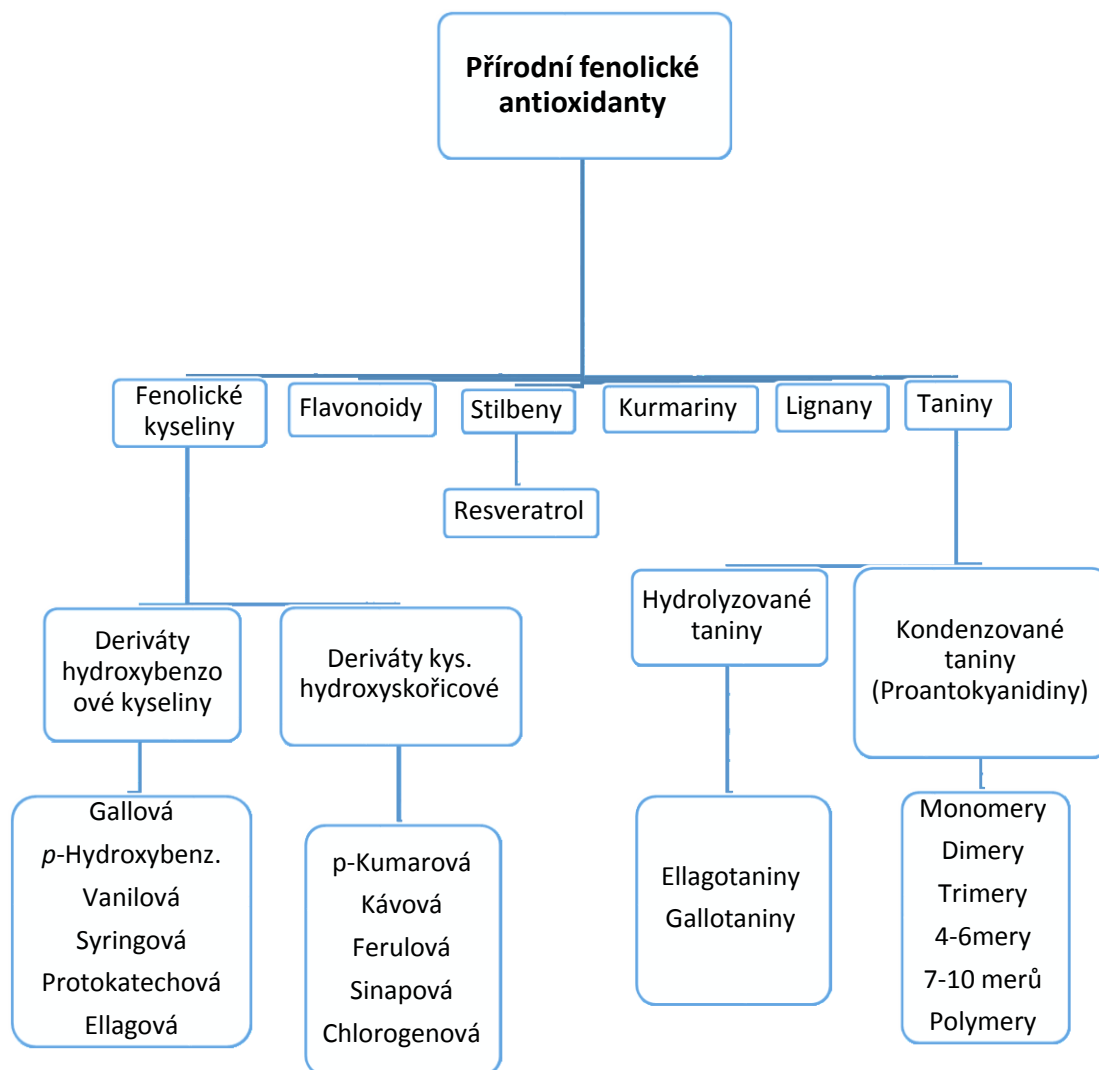 Přírodní fenolické
antioxidanty
Fenolické
kyseliny
Flavonoidy
Stilbeny
Kurmariny
Lignany
Taniny
Resveratrol
Deriváty
hydroxybenzo
ové kyseliny
Deriváty kys.
hydroxyskořicové
Hydrolyzované
taniny
Kondenzované
taniny
(Proantokyanidiny)
Gallová
p-Hydroxybenz.
Vanilová
Syringová
Protokatechová
Ellagová
p-Kumarová
Kávová
Ferulová
Sinapová
Chlorogenová
Ellagotaniny
Gallotaniny
Monomery
Dimery
Trimery
4-6mery
7-10 merů
Polymery